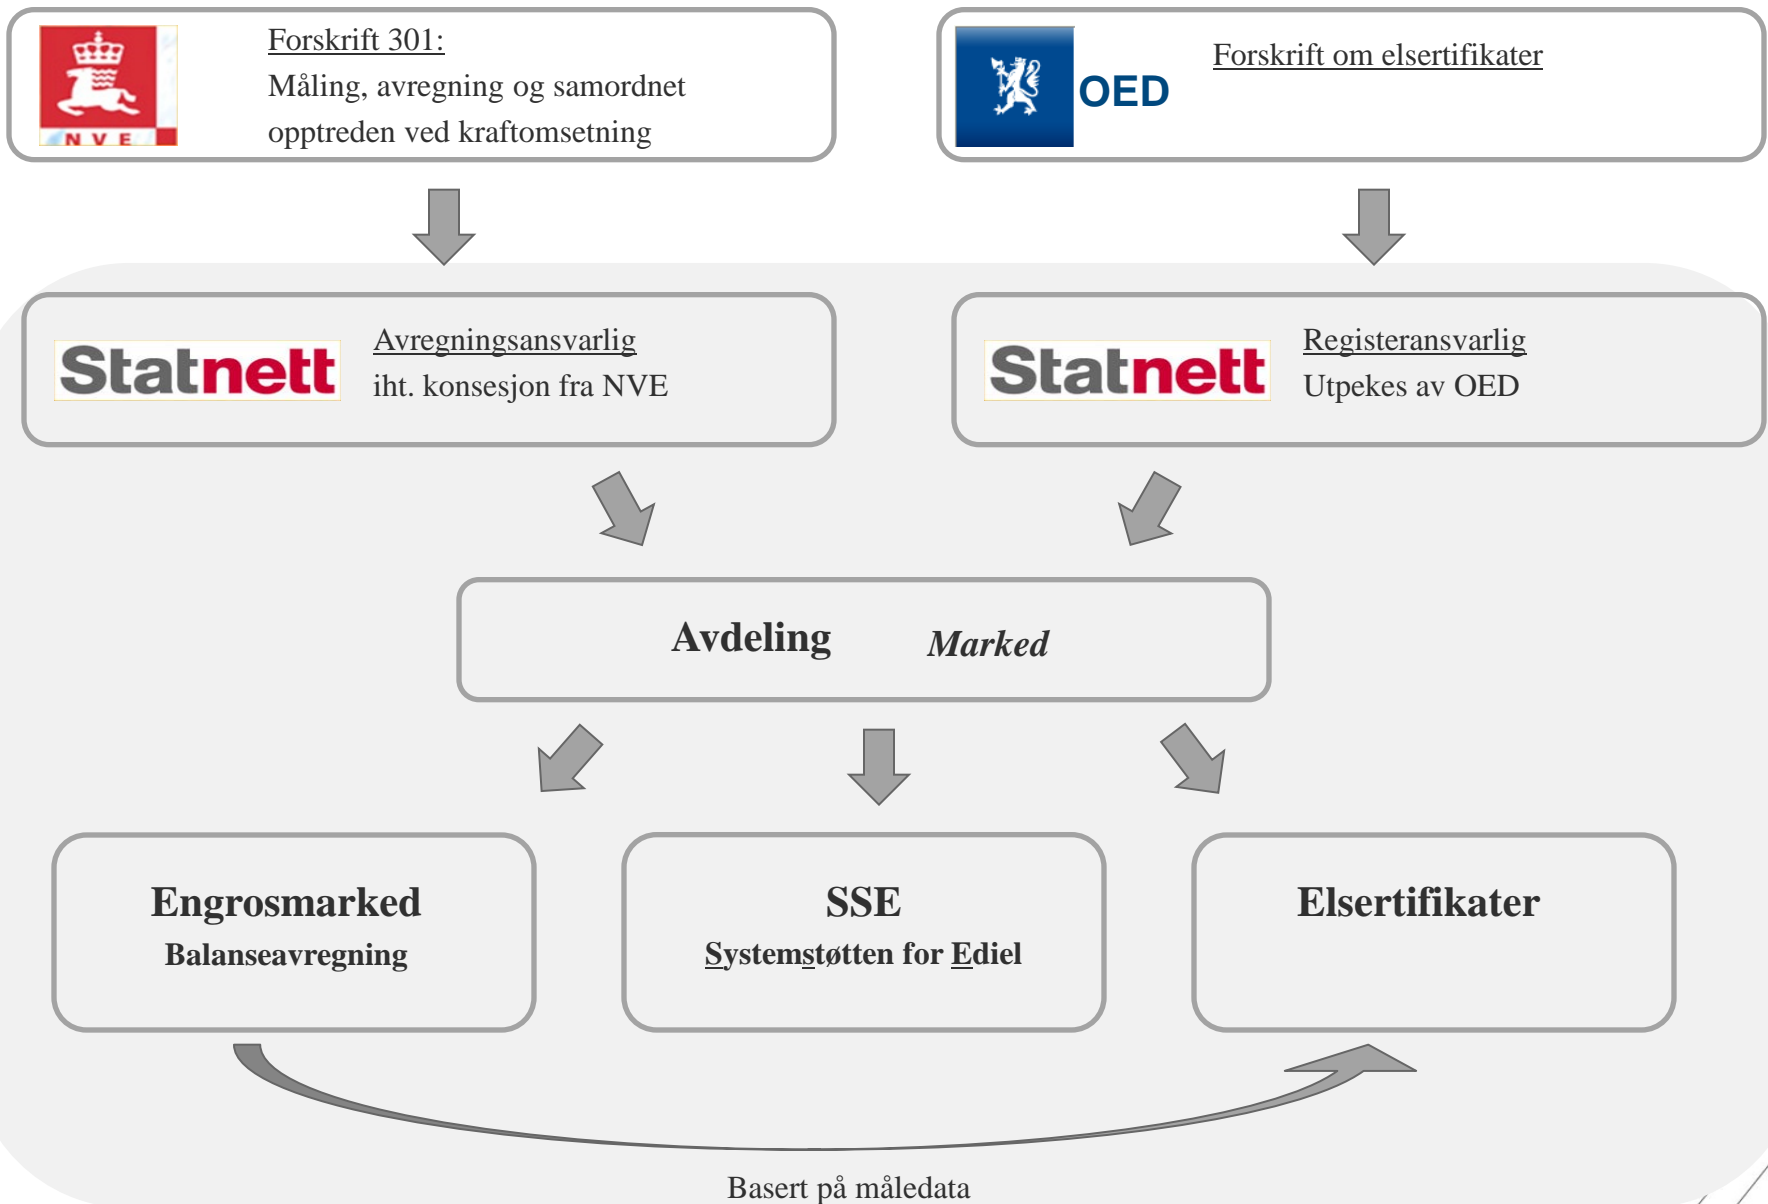 NVE
Forskrift 301:
Måling, avregning og samordnet
opptreden ved kraftomsetning
OED
Forskrift om elsertifikater
Statnett
Avregningsansvarlig
iht. konsesjon fra NVE
Statnett
Registeransvarlig
Utpekes av OED
Avdeling Marked
Engrosmarked
Balanseavregning
SSE
Systemstøtten for Ediel
Elsertifikater
Basert på måledata